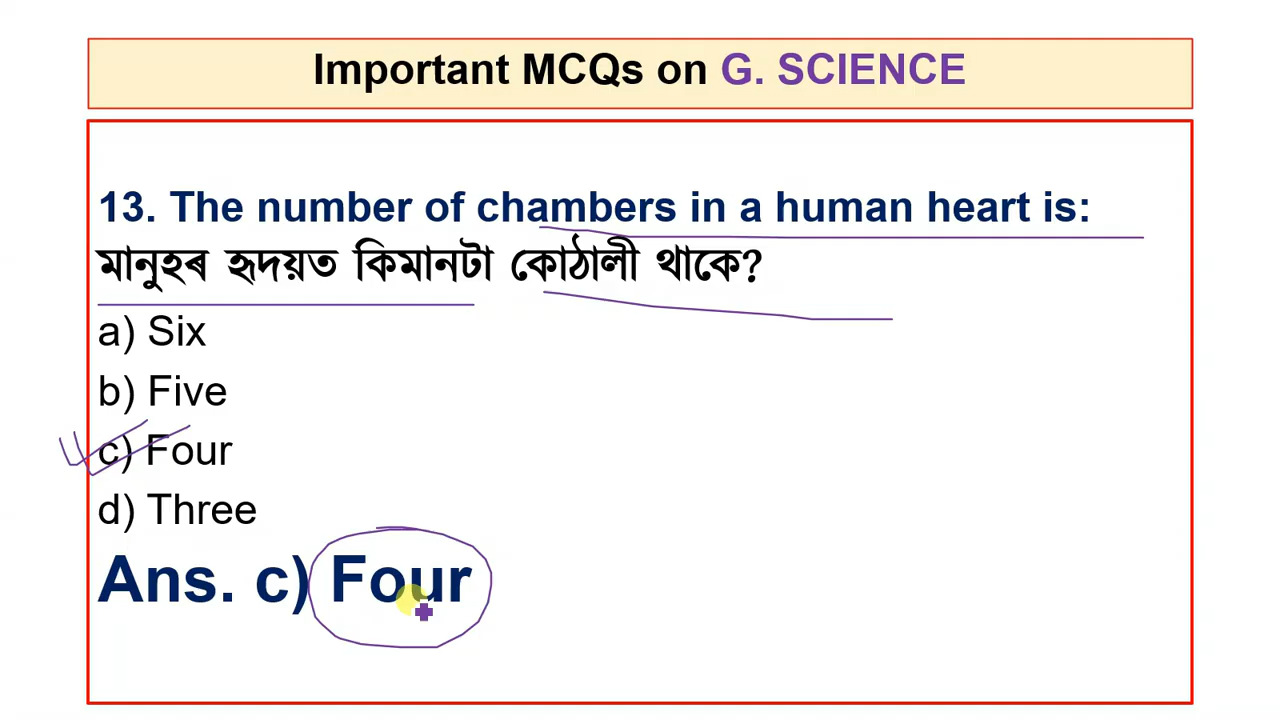 Important MCQs on G. SCIENCE
13. The number of chambers in a human heart is:
মানুহৰ হৃদয়ত কিমানটা কোঠালী থাকে?
a) Six
b) Five
c) Four
d) Three
Ans. c) Four